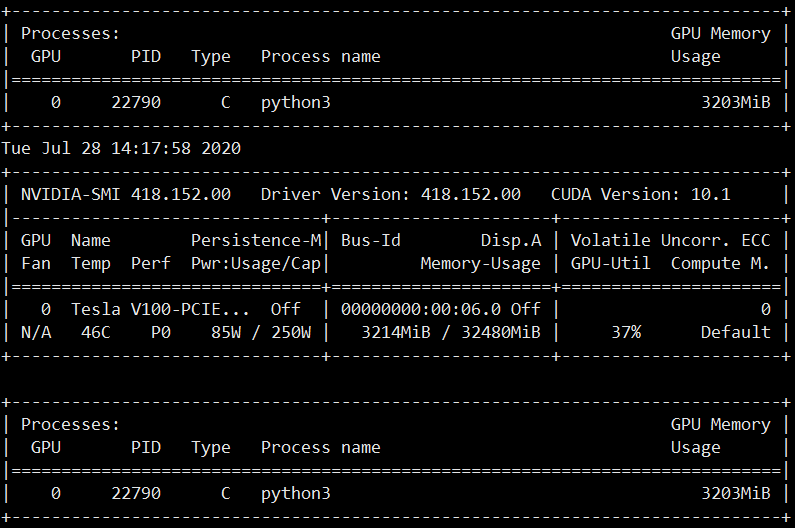 +-----------------------------------------------------------------------------+
| Processes:                                                       GPU Memory |
|  GPU       PID   Type   Process name                             Usage      |
|=============================================================================|
|    0     22790      C   python3                                     3203MiB |
+-----------------------------------------------------------------------------+
Tue Jul 28 14:17:58 2020
+-----------------------------------------------------------------------------+
| NVIDIA-SMI 418.152.00   Driver Version: 418.152.00   CUDA Version: 10.1     |
|-------------------------------+----------------------+----------------------+
| GPU  Name        Persistence-M| Bus-Id        Disp.A | Volatile Uncorr. ECC |
| Fan  Temp  Perf  Pwr:Usage/Cap|         Memory-Usage | GPU-Util  Compute M. |
|===============================+======================+======================|
|   0  Tesla V100-PCIE...  Off  | 00000000:00:06.0 Off |                    0 |
| N/A   46C    P0    85W / 250W |   3214MiB / 32480MiB |     37%      Default |
+-------------------------------+----------------------+----------------------+

+-----------------------------------------------------------------------------+
| Processes:                                                       GPU Memory |
|  GPU       PID   Type   Process name                             Usage      |
|=============================================================================|
|    0     22790      C   python3                                     3203MiB |
+-----------------------------------------------------------------------------+